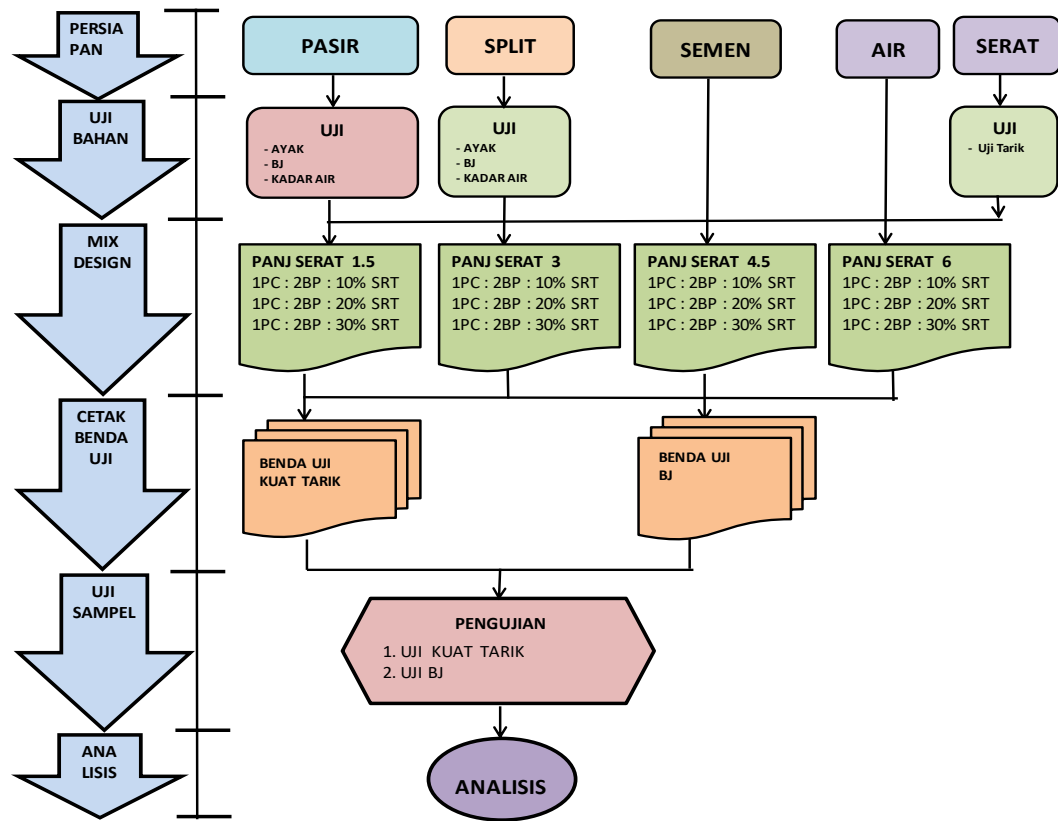 PERSIA
PAN
PASIR
SPLIT
SEMEN
AIR
SERAT
UJI
BAHAN
UJI
- AYAK
- BJ
- KADAR AIR
UJI
- AYAK
- BJ
- KADAR AIR
UJI
- Uji Tarik
MIX
DESIGN
PANJ SERAT 1.5
1PC : 2BP : 10% SRT
1PC : 2BP : 20% SRT
1PC : 2BP : 30% SRT
PANJ SERAT 3
1PC : 2BP : 10% SRT
1PC : 2BP : 20% SRT
1PC : 2BP : 30% SRT
PANJ SERAT 4.5
1PC : 2BP : 10% SRT
1PC : 2BP : 20% SRT
1PC : 2BP : 30% SRT
PANJ SERAT 6
1PC : 2BP : 10% SRT
1PC : 2BP : 20% SRT
1PC : 2BP : 30% SRT
CETAK
BENDA
UJI
BENDA UJI
KUAT TARIK
BENDA UJI
BJ
UJI
SAMPEL
PENGUJIAN
1. UJI KUAT TARIK
2. UJI BJ
ANA
LISIS
ANALISIS